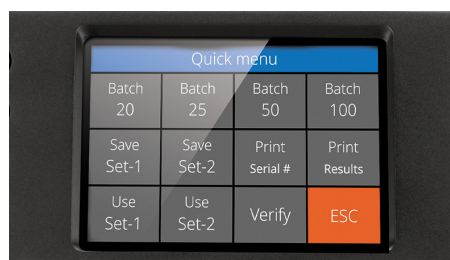 Quick menu
Batch Batch Batch Batch
20 25 50 100
Save Save Print Print
Set-1 Set-2 Serial # Results
Use Use Verify ESC
Set-1 Set-2